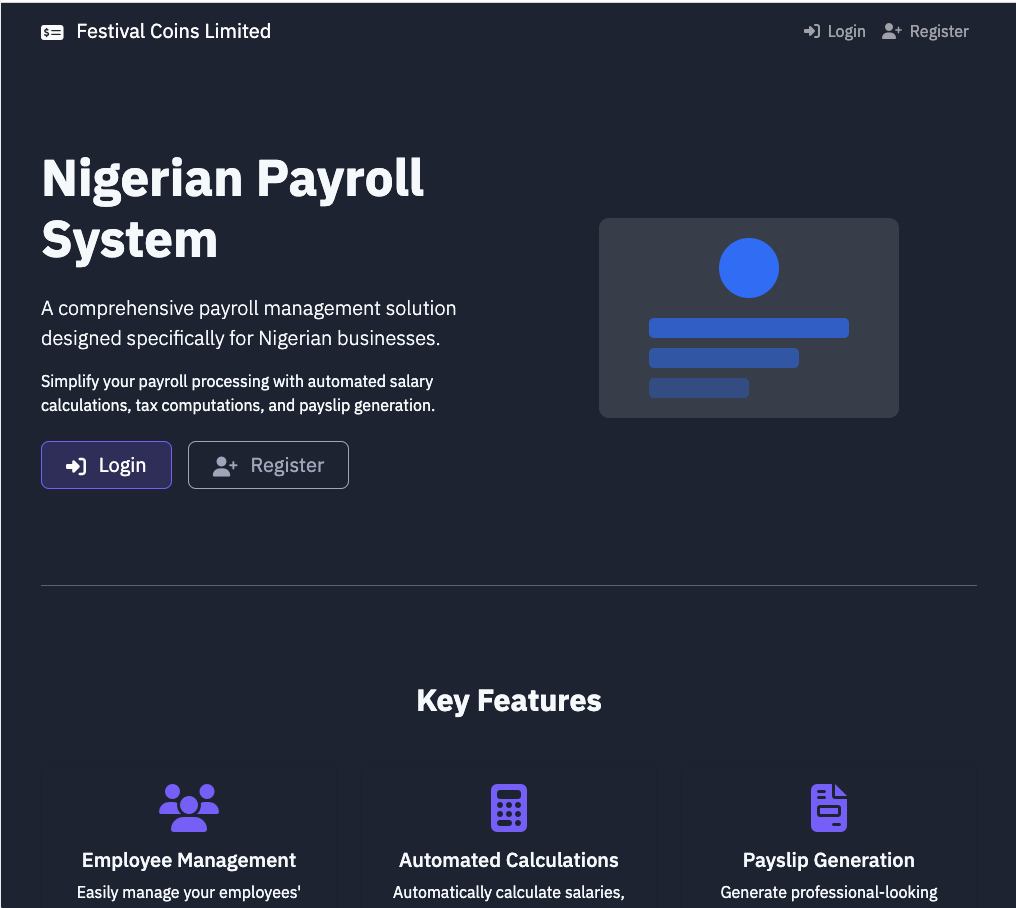 Festival Coins Limited
Login
Register
Nigerian Payroll
System
A comprehensive payroll management solution
designed specifically for Nigerian businesses.
Simplify your payroll processing with automated salary
calculations, tax computations, and payslip generation.
Login
Register
Key Features
Employee Management
Easily manage your employees'
Automated Calculations
Automatically calculate salaries,
Payslip Generation
Generate professional-looking